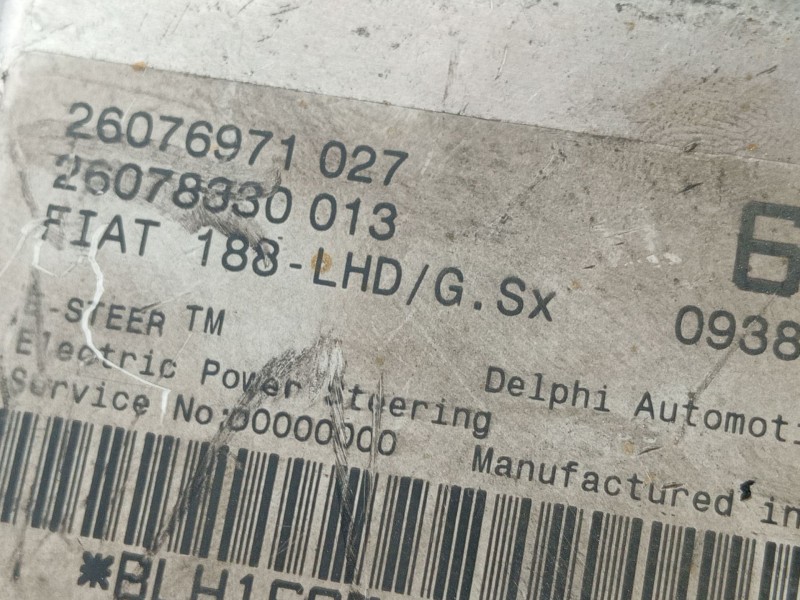 26076971 027
26078330 013
FIAT 188-LHD/G.Sx
6
0938
E-STEER TM
Electric Power Steering
Delphi Automoti
Service No:00000000
Manufactured in